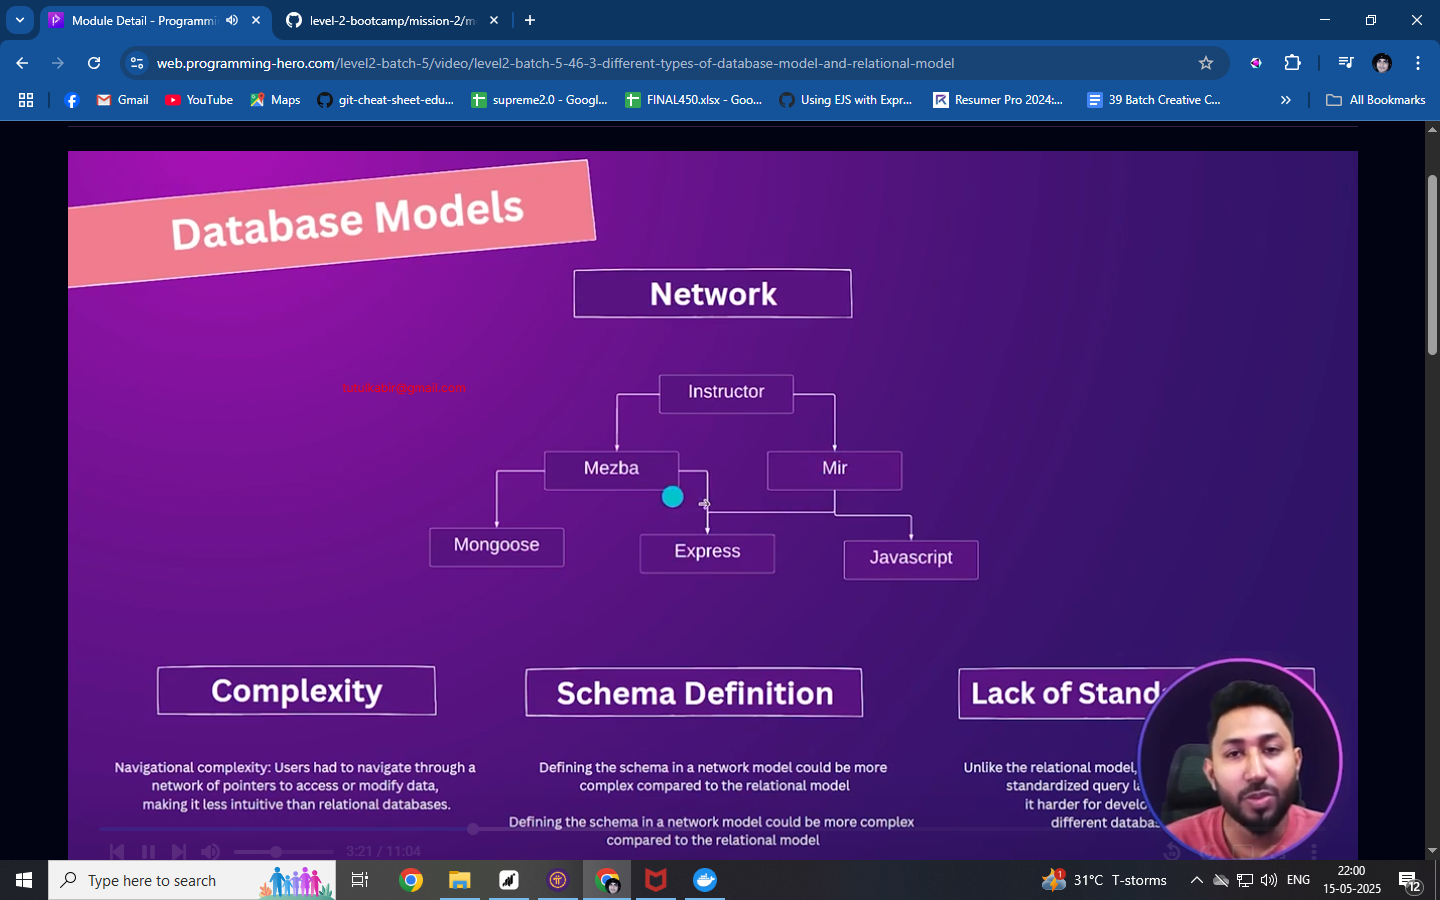 Module Detail - Programmi
level-2-bootcamp/mission-2/m
web.programming-hero.com/level2-batch-5/video/level2-batch-5-46-3-different-types-of-database-model-and-relational-model
Gmail
YouTube
Maps
git-cheat-sheet-edu...
supreme2.0 - Googl...
FINAL450.xlsx - Goo...
Using EJS with Expr...
Resumer Pro 2024:...
39 Batch Creative C...
All Bookmarks
Database Models
Network
Instructor
Mezba
Mir
Mongoose
Express
Javascript
Complexity
Schema Definition
Lack of Stand
Navigational complexity: Users had to navigate through a
network of pointers to access or modify data,
making it less intuitive than relational databases.
Defining the schema in a network model could be more
complex compared to the relational model
Defining the schema in a network model could be more complex
compared to the relational model
Unlike the relational model,
standardized query la
it harder for develo
different databas
3:21 / 11:04
Type here to search
1
31°C T-storms
ENG
22:00
15-05-2025
12